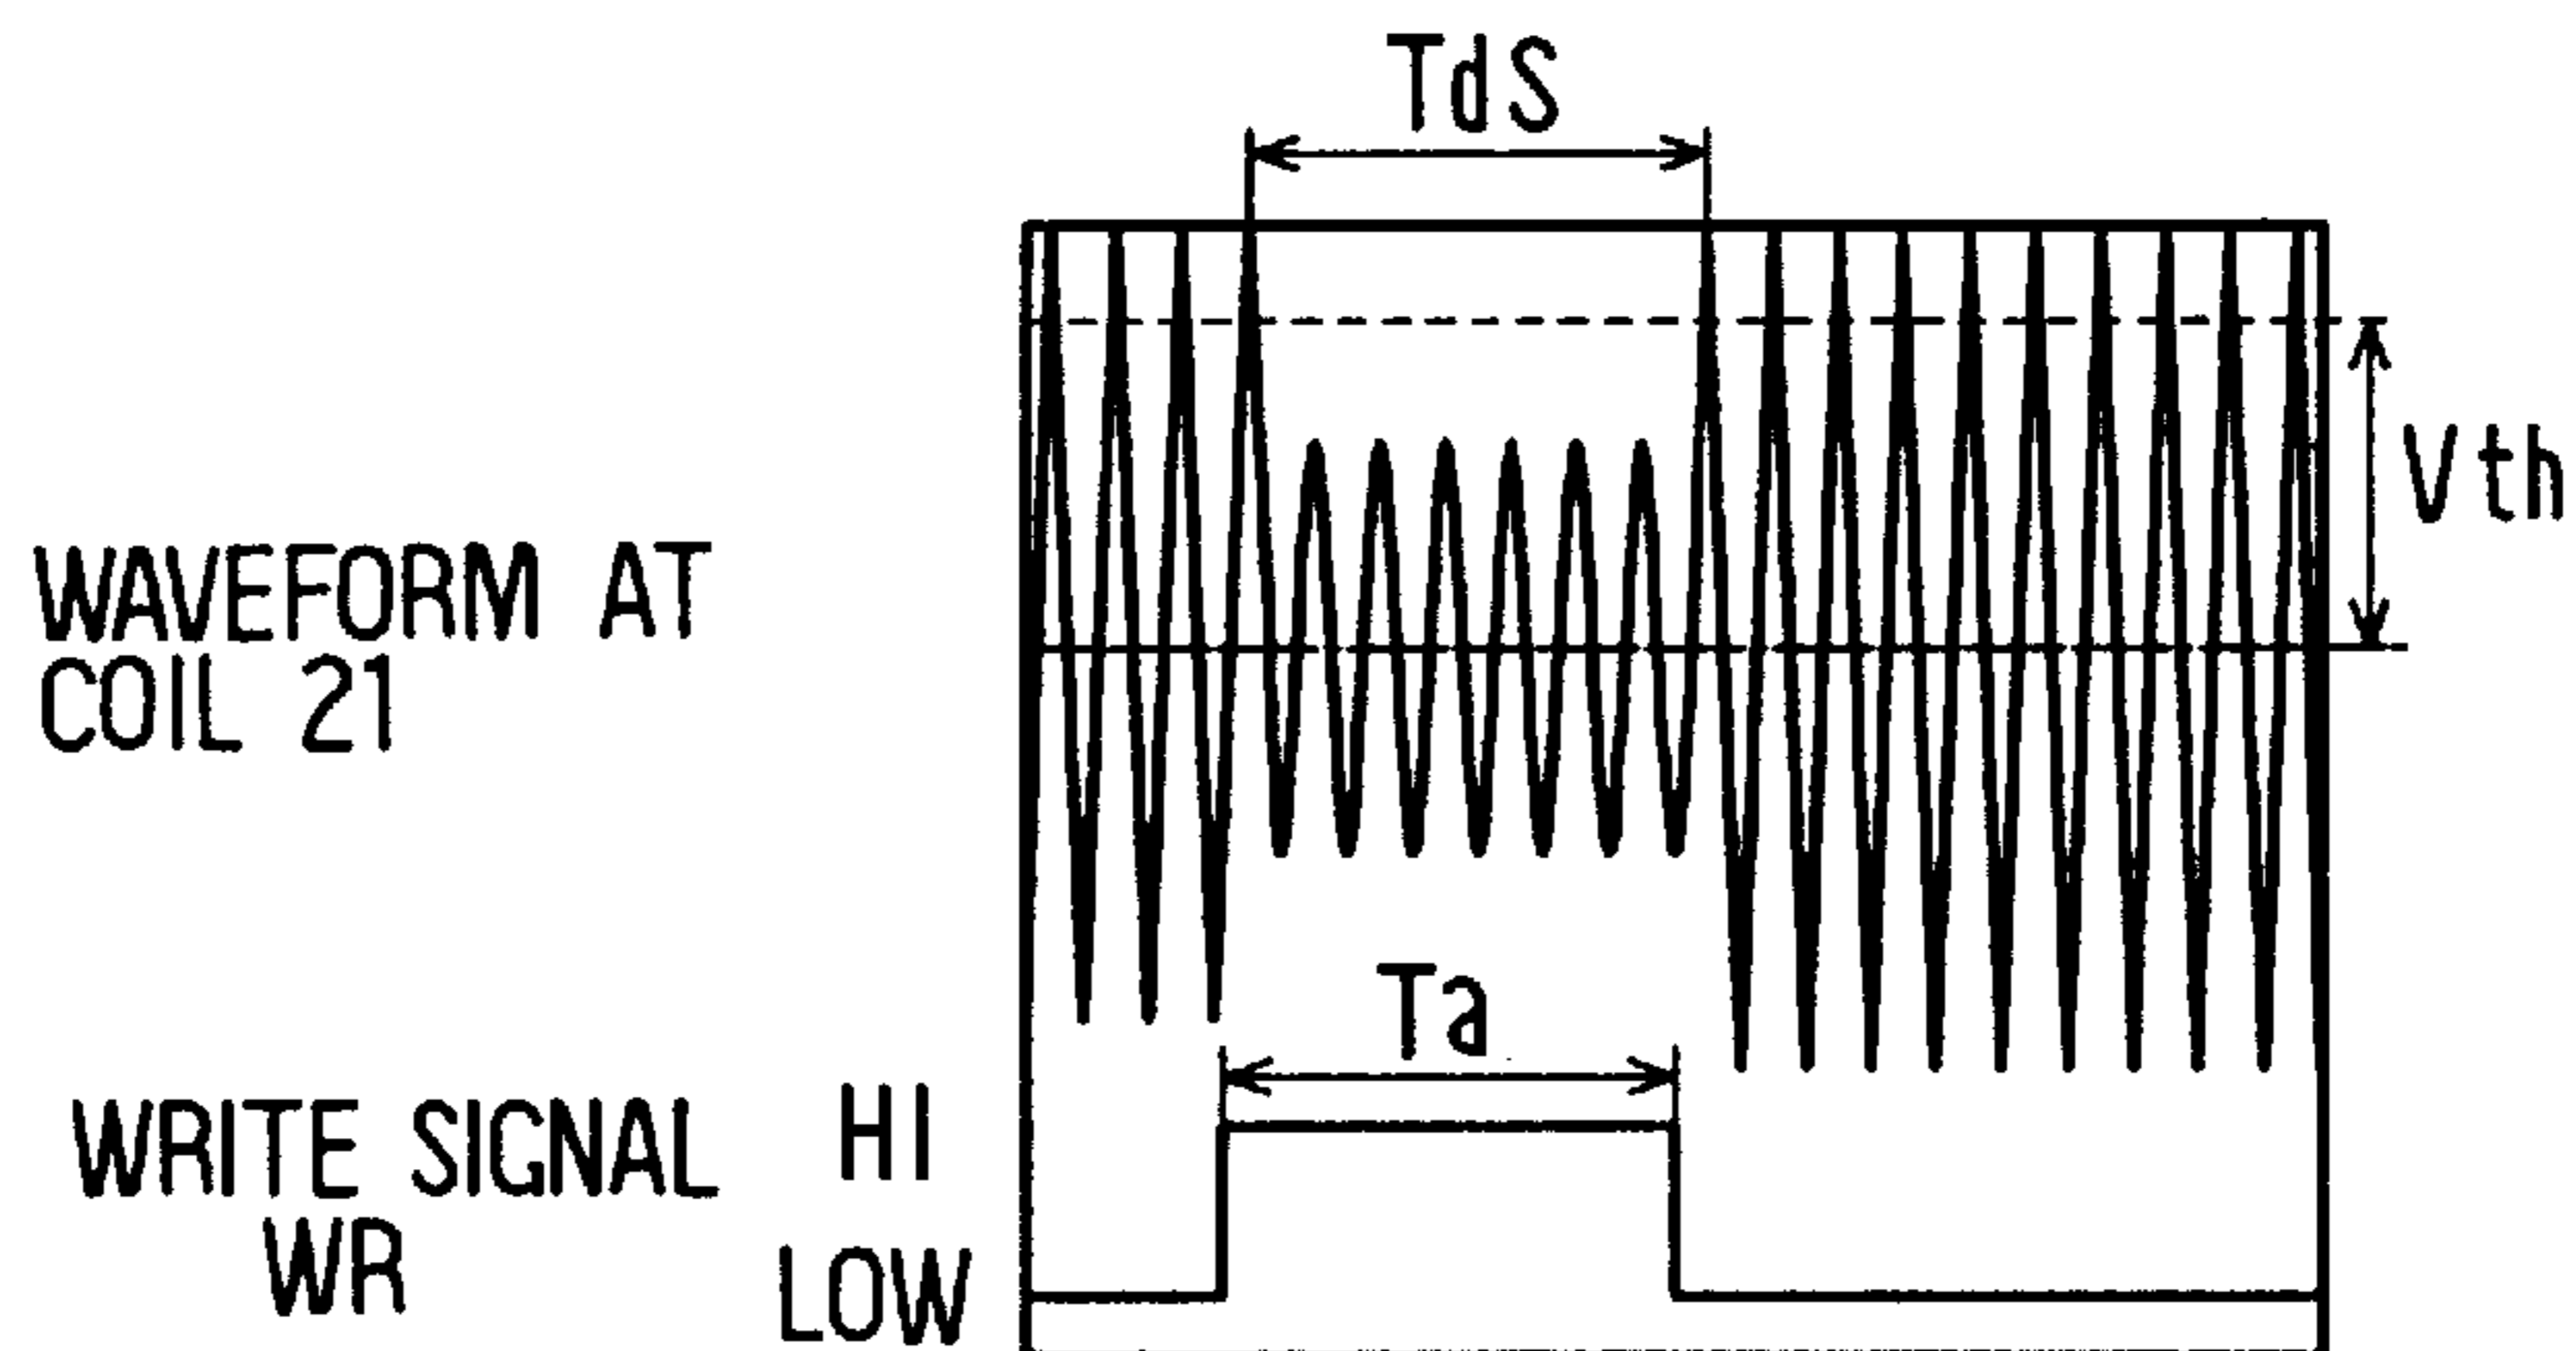 TdS
Vth
WAVEFORM AT
COIL 21
Ta
WRITE SIGNAL HI
WR LOW